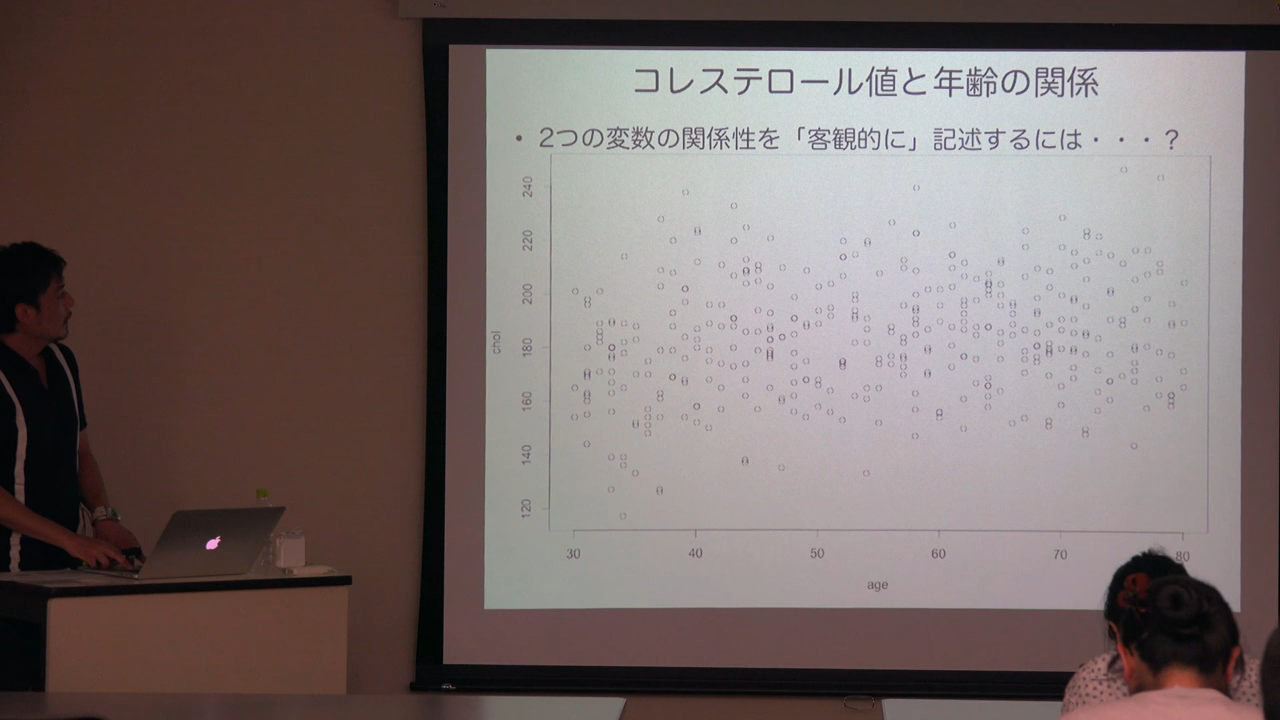 コレステロール値と年齢の関係
• 2つの変数の関係性を「客観的に」記述するには・・・？
240
220
200
180
160
140
120
chol
30 40 50 60 70 80
age